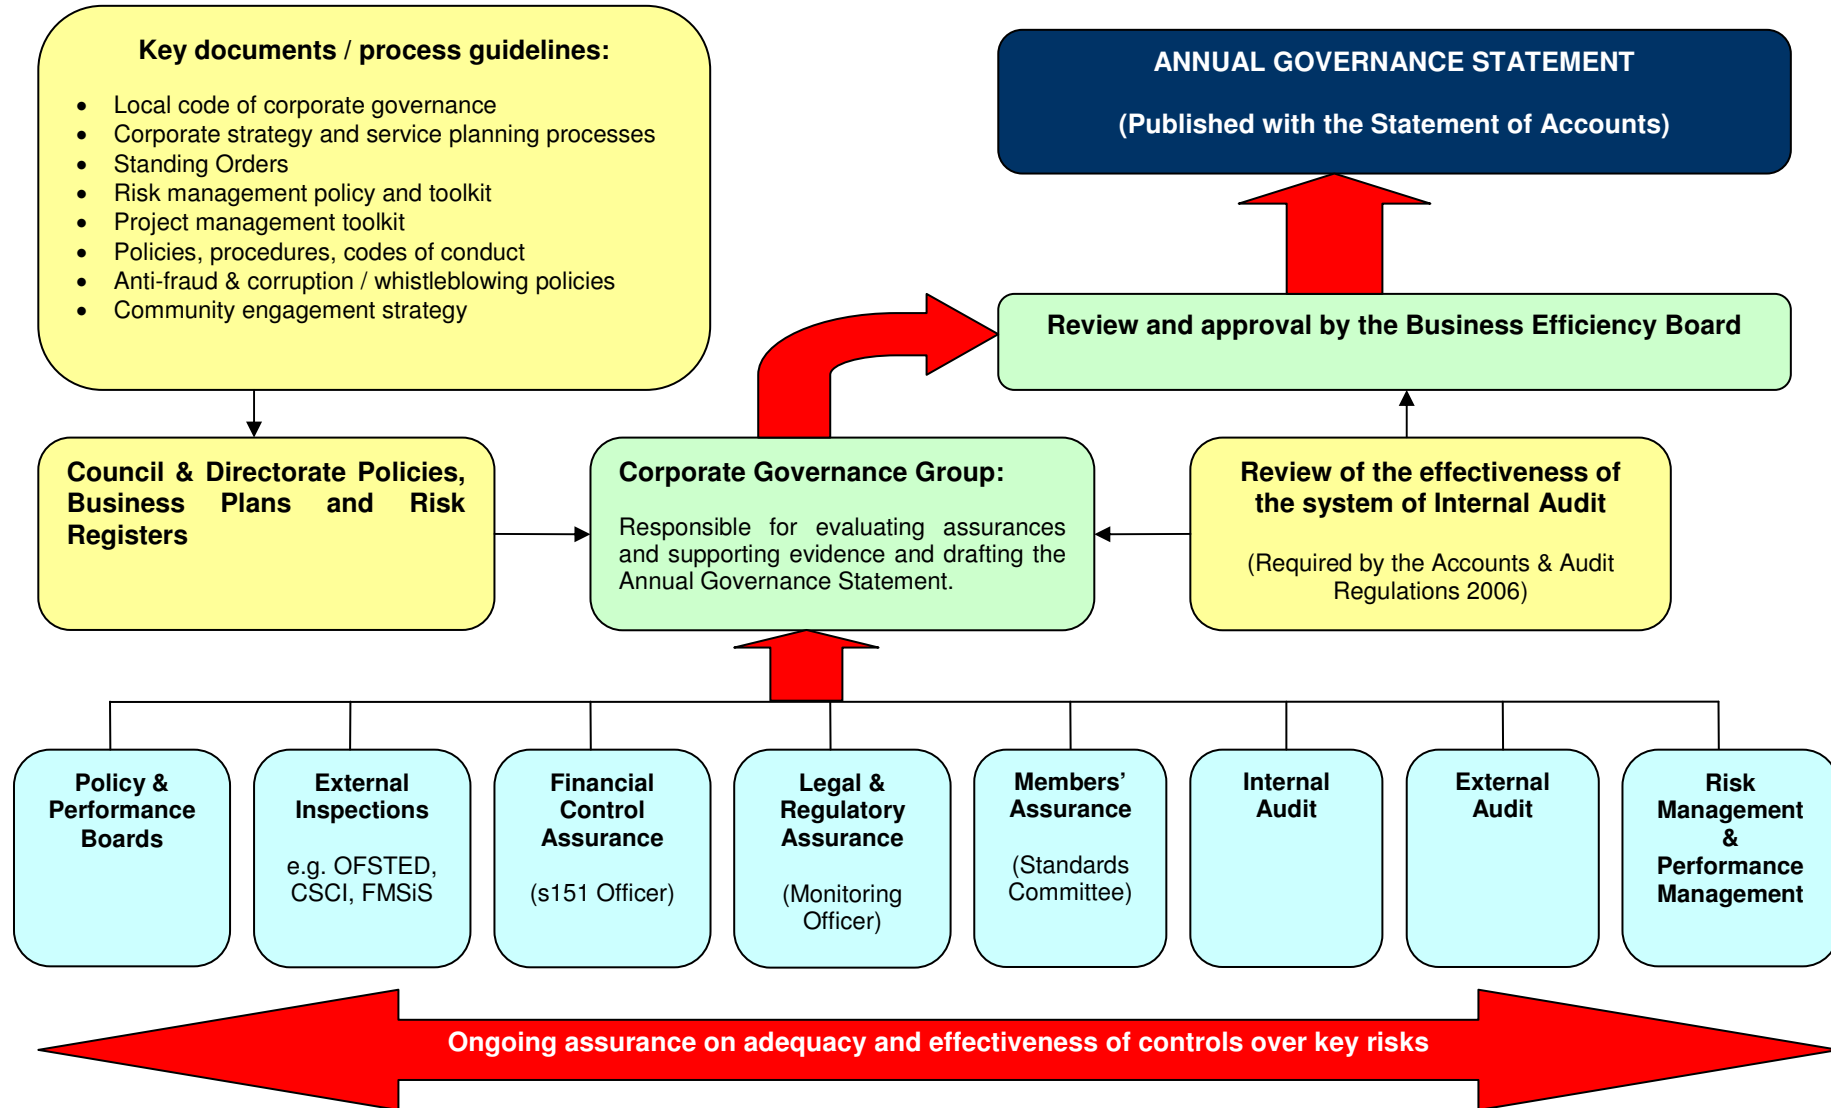 Key documents / process guidelines:
• Local code of corporate governance
• Corporate strategy and service planning processes
• Standing Orders
• Risk management policy and toolkit
• Project management toolkit
• Policies, procedures, codes of conduct
• Anti-fraud & corruption / whistleblowing policies
• Community engagement strategy
ANNUAL GOVERNANCE STATEMENT
(Published with the Statement of Accounts)
Review and approval by the Business Efficiency Board
Council & Directorate Policies,
Business Plans and Risk
Registers
Corporate Governance Group:
Responsible for evaluating assurances
and supporting evidence and drafting the
Annual Governance Statement.
Review of the effectiveness of
the system of Internal Audit
(Required by the Accounts & Audit
Regulations 2006)
Policy &
Performance
Boards
External
Inspections
e.g. OFSTED,
CSCI, FMSiS
Financial
Control
Assurance
(s151 Officer)
Legal &
Regulatory
Assurance
(Monitoring
Officer)
Members’
Assurance
(Standards
Committee)
Internal
Audit
External
Audit
Risk
Management
&
Performance
Management
Ongoing assurance on adequacy and effectiveness of controls over key risks